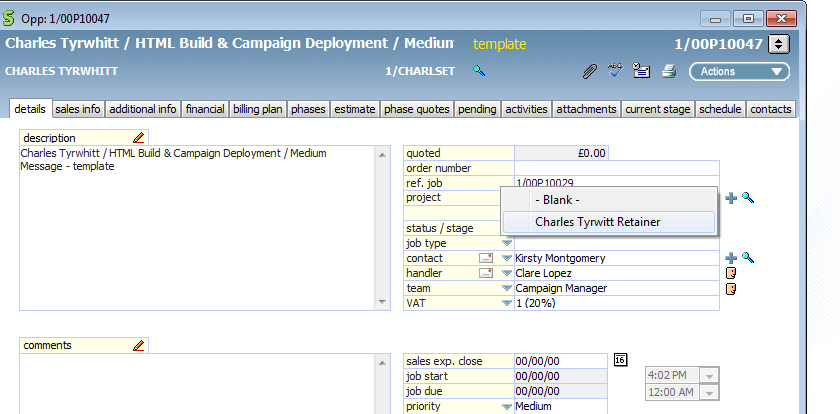 Opp: 1/00P10047
Charles Tyrwhitt / HTML Build & Campaign Deployment / Medium template 1/00P10047
CHARLES TYRWHITT 1/CHARLSET ABC Actions
details sales info additional info financial billing plan phases estimate phase quotes pending activities attachments current stage schedule contacts
description
Charles Tyrwhitt / HTML Build & Campaign Deployment / Medium
Message - template
quoted £0.00
order number
ref. job 1/00P10029
project
- Blank -
Charles Tyrwitt Retainer
status / stage
job type
contact Kirsty Montgomery
handler Clare Lopez
team Campaign Manager
VAT 1 (20%)
comments
sales exp. close 00/00/00 16
job start 00/00/00 4:02 PM
job due 00/00/00 12:00 AM
priority Medium